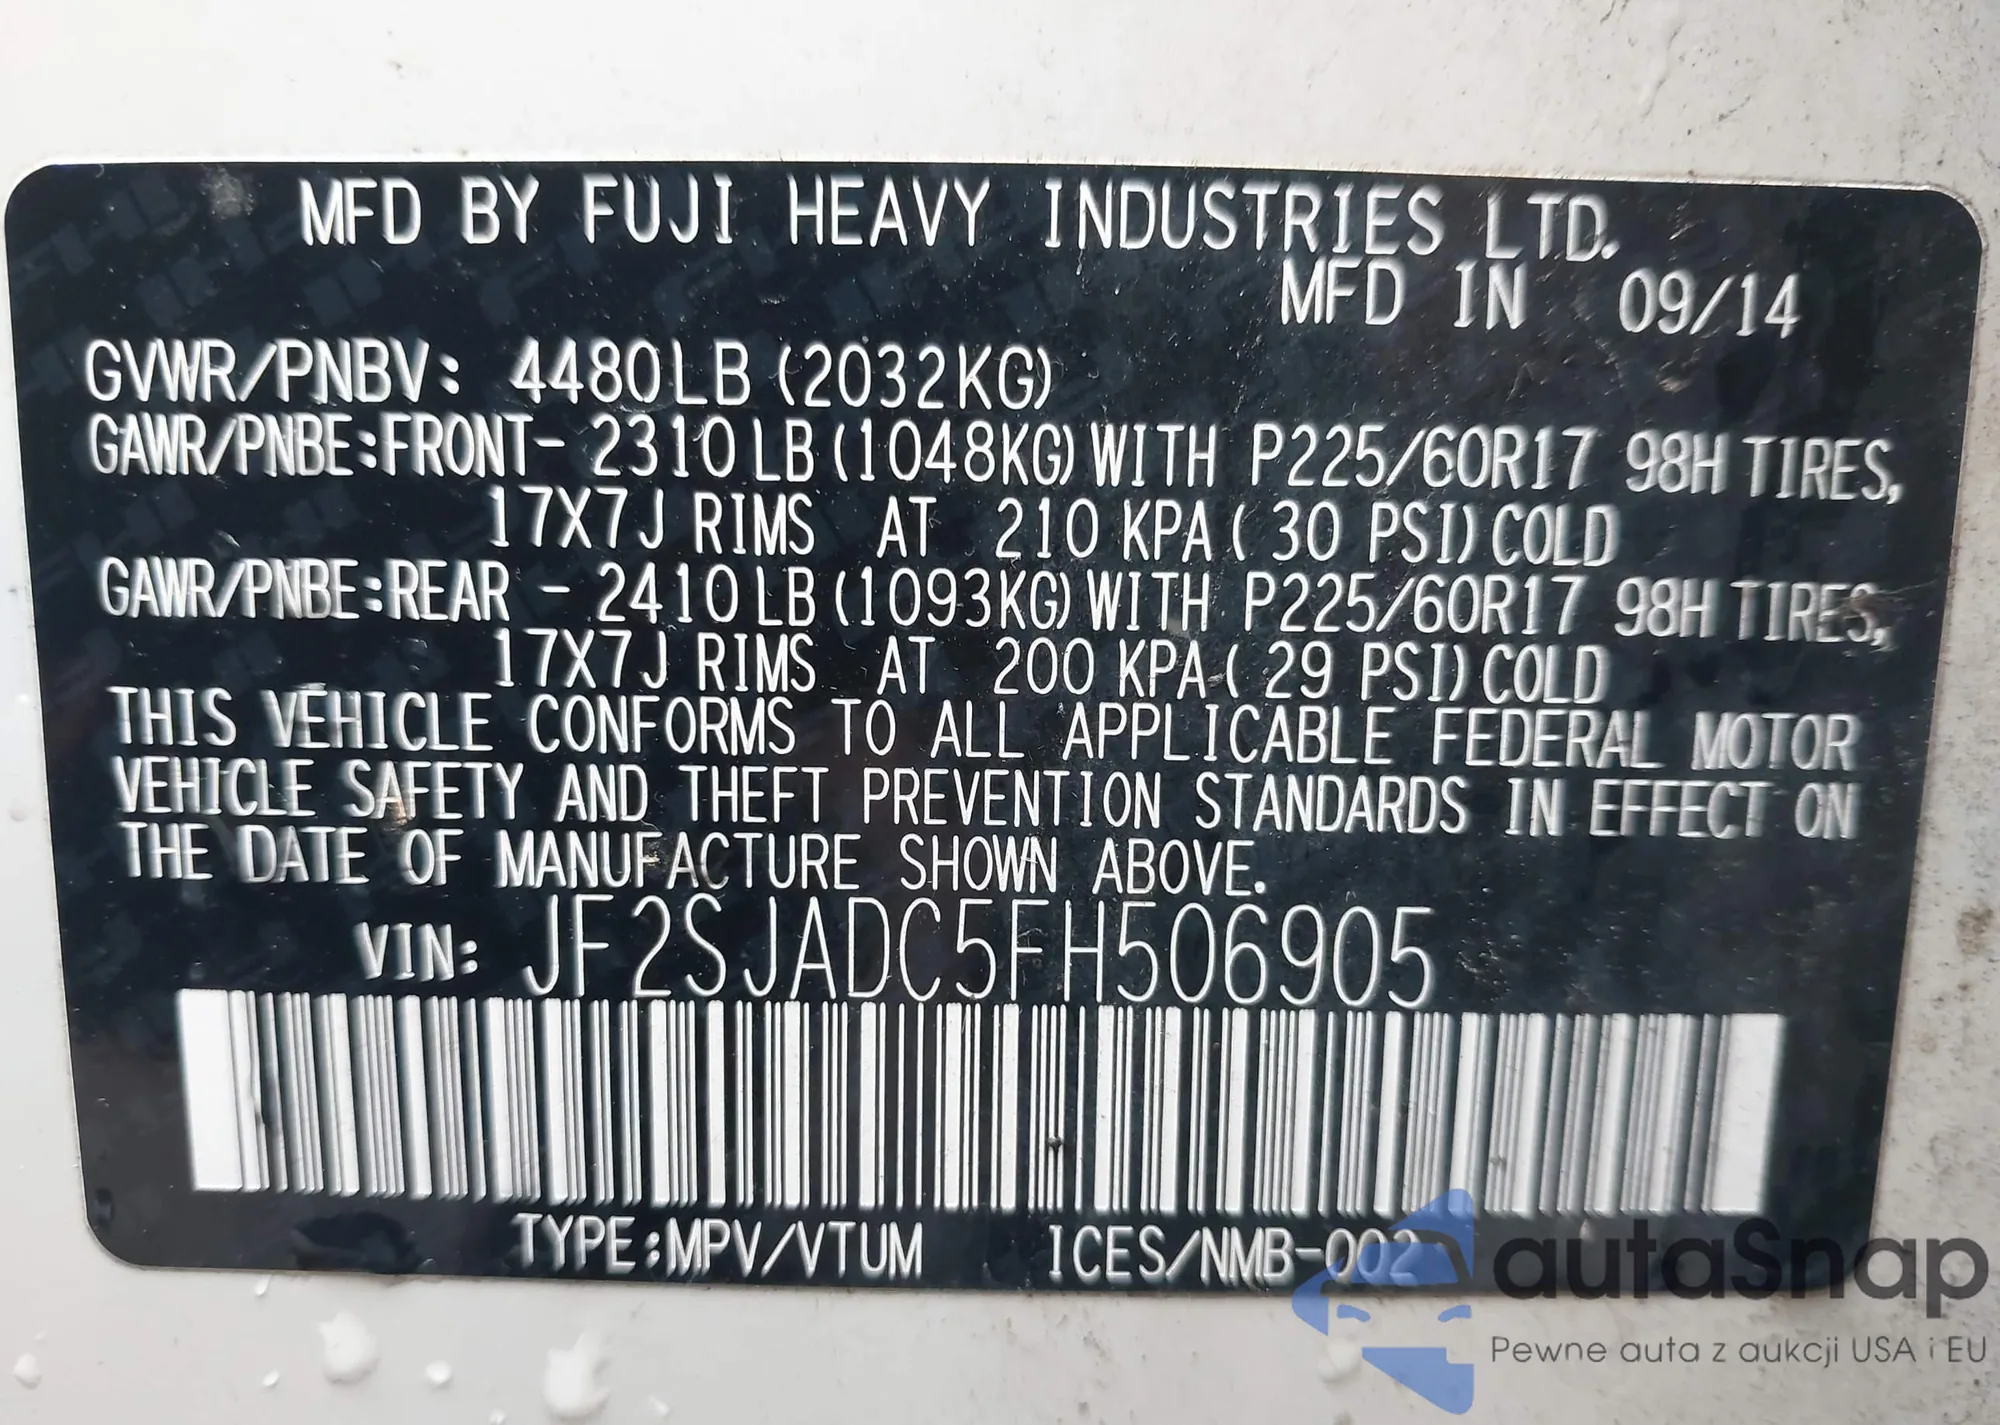 MFD BY FUJI HEAVY INDUSTRIES LTD.
MFD IN 09/14
GVWR/PNBV: 4480LB (2032KG)
GAWR/PNBE:FRONT- 2310LB (1048KG) WITH P225/60R17 98H TIRES,
17X7J RIMS AT 210 KPA ( 30 PSI) COLD
GAWR/PNBE:REAR - 2410LB (1093KG) WITH P225/60R17 98H TIRES,
17X7J RIMS AT 200 KPA ( 29 PSI) COLD
THIS VEHICLE CONFORMS TO ALL APPLICABLE FEDERAL MOTOR
VEHICLE SAFETY AND THEFT PREVENTION STANDARDS IN EFFECT ON
THE DATE OF MANUFACTURE SHOWN ABOVE.
VIN: JF2SJADC5FH506905
TYPE:MPV/VTUM ICES/NMB-002
autaSnap
Pewne auta z aukcji USA i EU